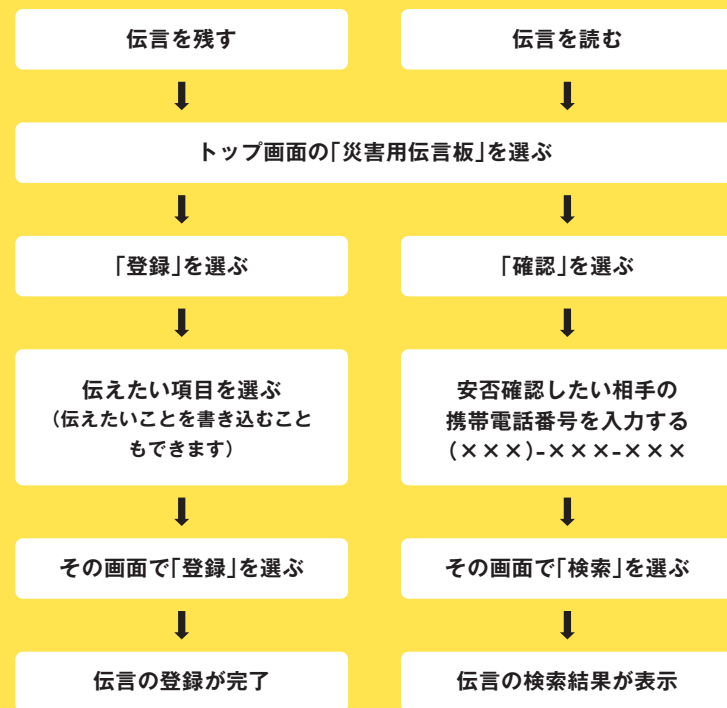 伝言を残す
伝言を読む
トップ画面の「災害用伝言板」を選ぶ
「登録」を選ぶ
「確認」を選ぶ
伝えたい項目を選ぶ
(伝えたいことを書き込むこと
もできます)
安否確認したい相手の
携帯電話番号を入力する
(×××)-×××-×××
その画面で「登録」を選ぶ
その画面で「検索」を選ぶ
伝言の登録が完了
伝言の検索結果が表示